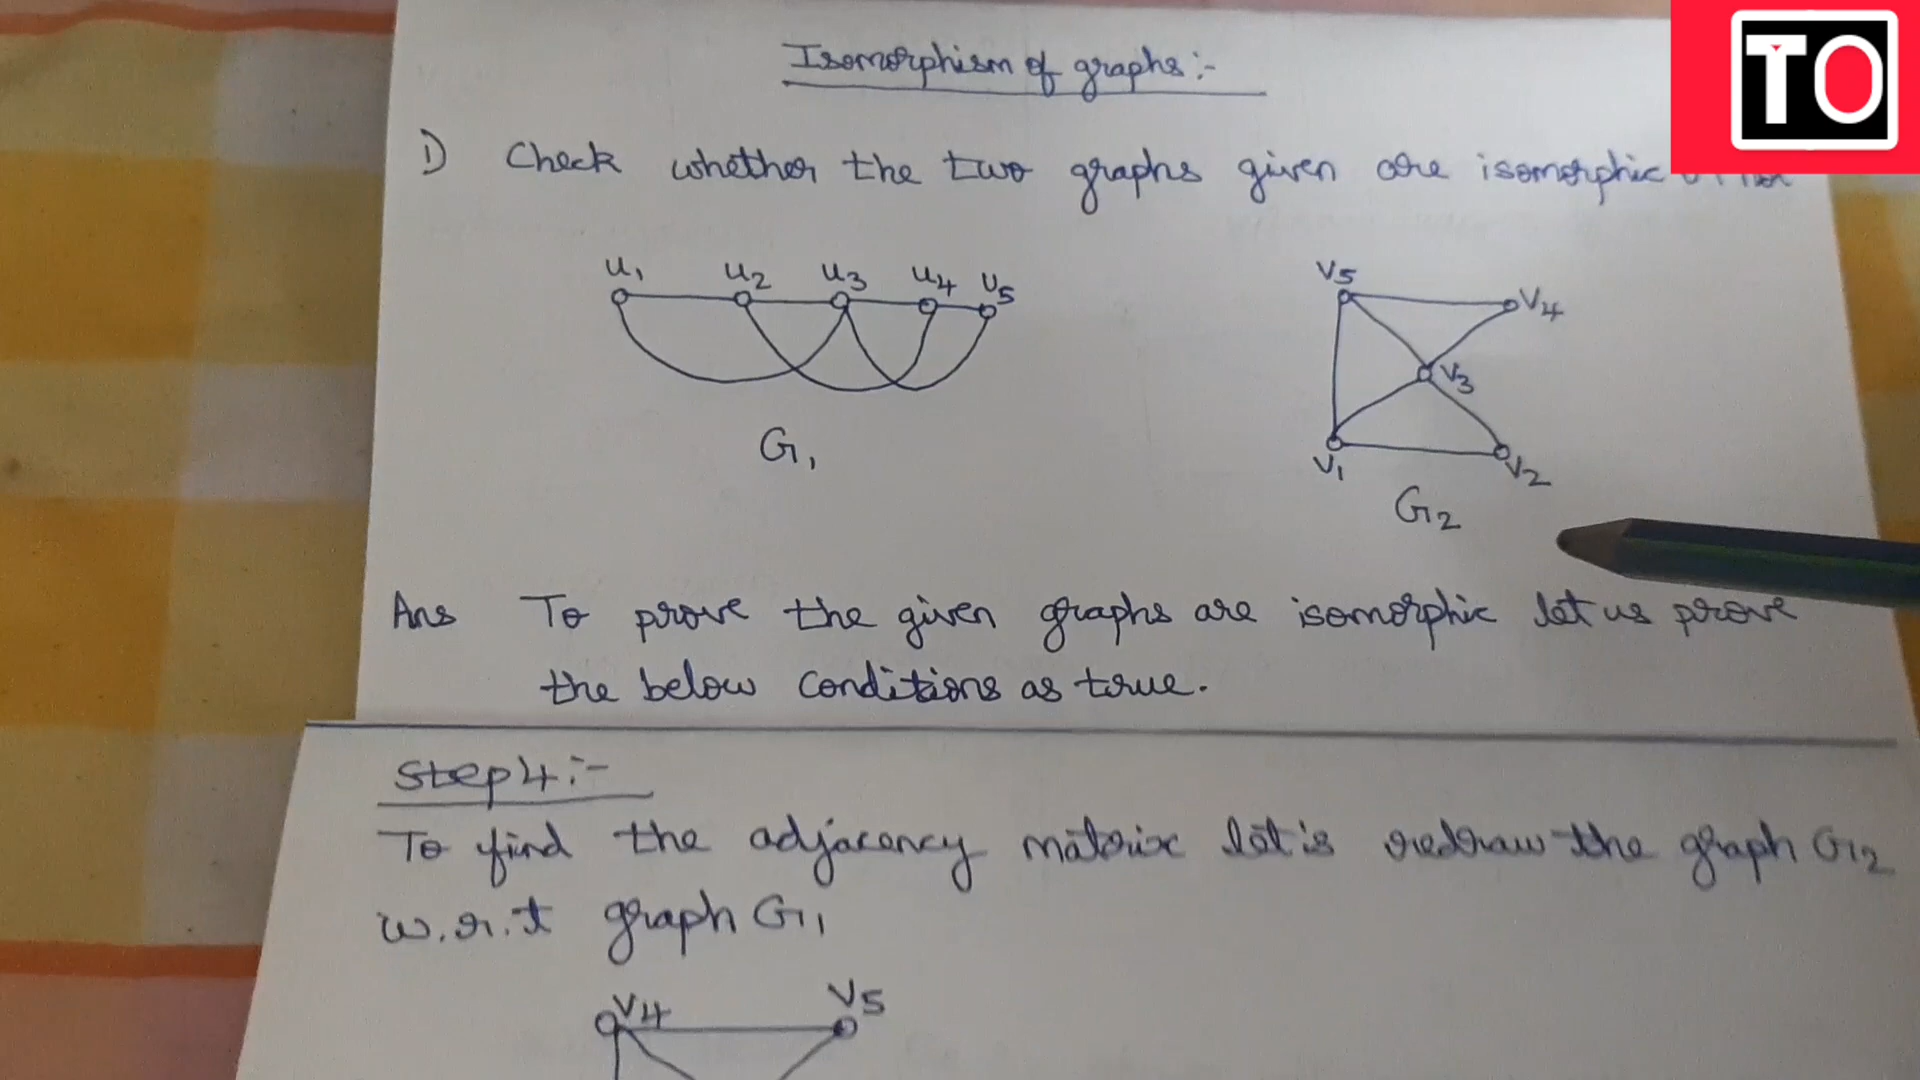 TO
Isomorphism of graphs:-
1) Check whether the two graphs given are isomorphic
u1 u2 u3 u4 u5
v5 v4
v3
v1 v2
G1
G2
Ans To prove the given graphs are isomorphic let us prove
the below conditions as true.
Step 4:-
To find the adjacency matrix let's redraw the graph G2
w.r.t graph G1
v4 v5